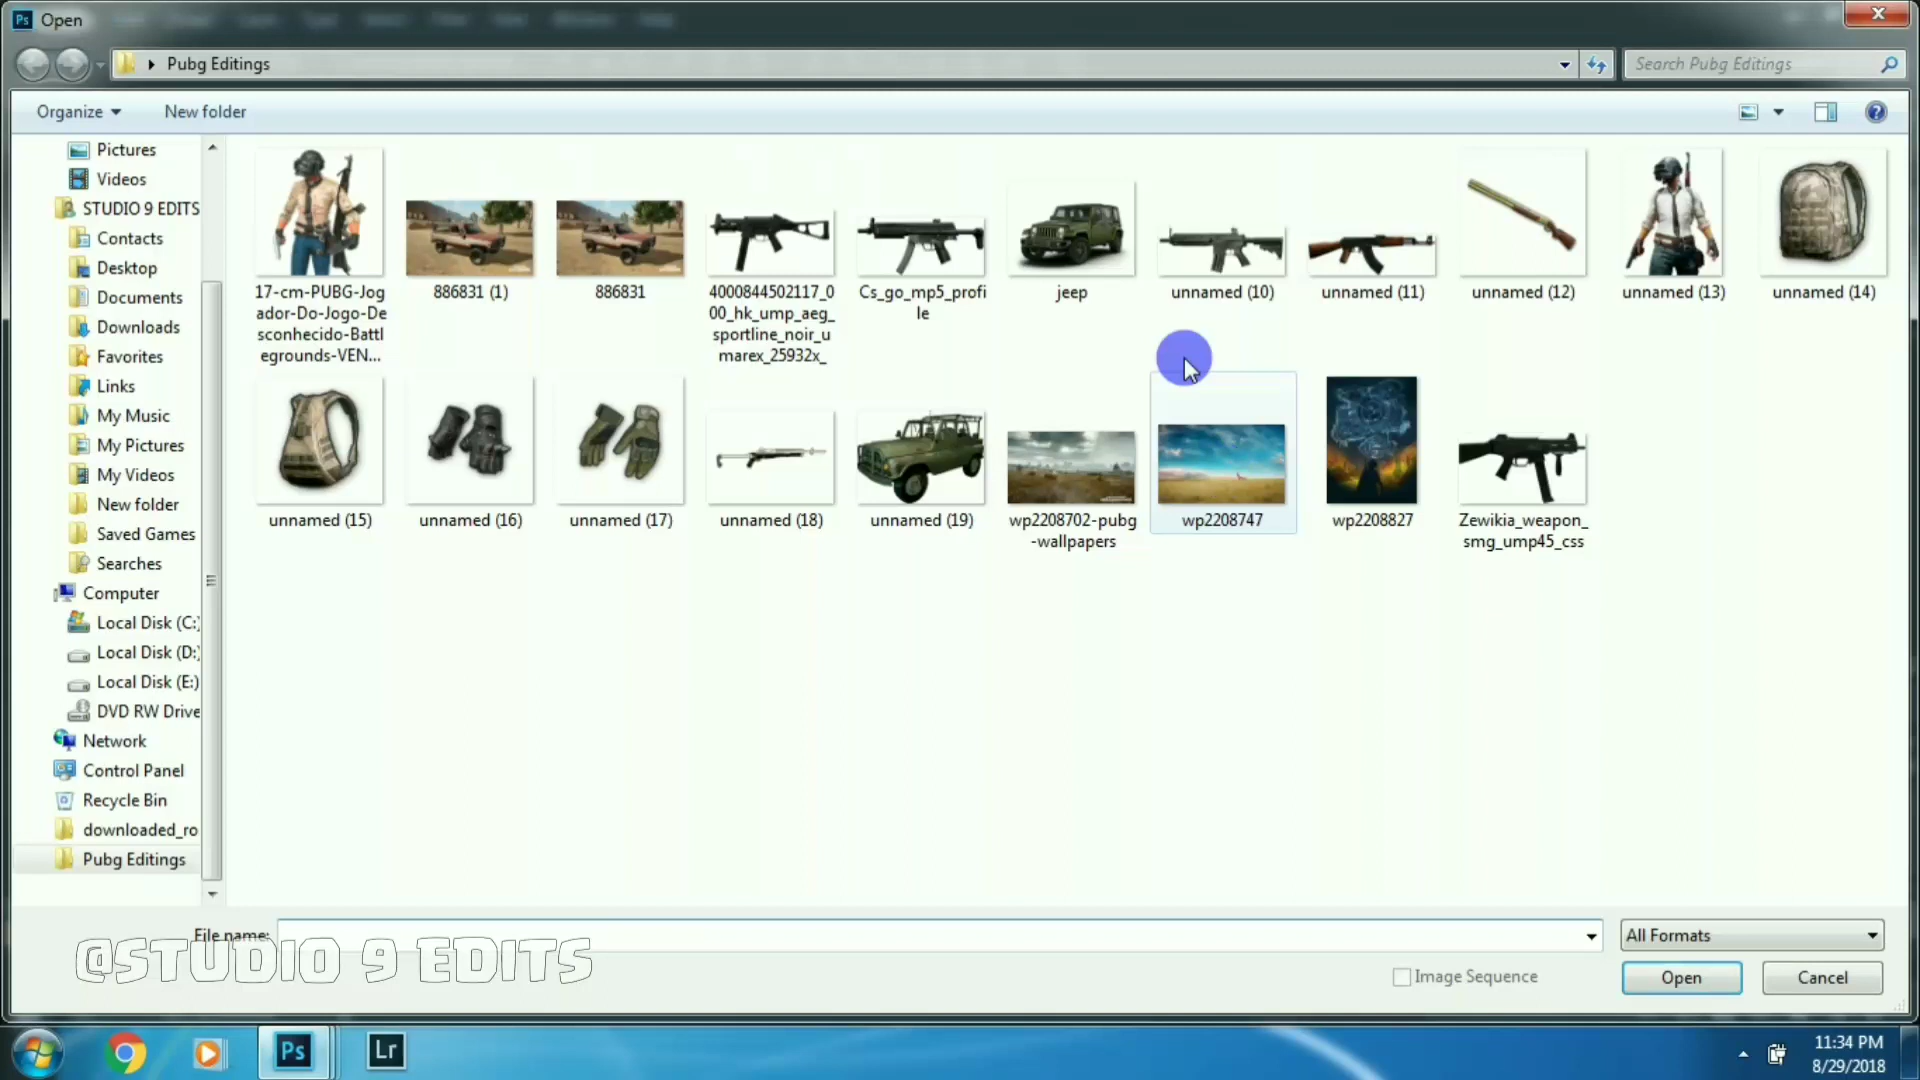 Ps Open
Pubg Editings
Search Pubg Editings
Organize
New folder
Pictures
Videos
STUDIO 9 EDITS
Contacts
Desktop
Documents
Downloads
Favorites
Links
My Music
My Pictures
My Videos
New folder
Saved Games
Searches
Computer
Local Disk (C:)
Local Disk (D:)
Local Disk (E:)
DVD RW Drive
Network
Control Panel
Recycle Bin
downloaded_ro
Pubg Editings
17-cm-PUBG-Jog
ador-Do-Jogo-De
sconhecido-Battl
egrounds-VEN...
886831 (1)
886831
4000844502117_0
00_hk_ump_aeg_
sportline_noir_u
marex_25932x_
Cs_go_mp5_profi
le
jeep
unnamed (10)
unnamed (11)
unnamed (12)
unnamed (13)
unnamed (14)
unnamed (15)
unnamed (16)
unnamed (17)
unnamed (18)
unnamed (19)
wp2208702-pubg
-wallpapers
wp2208747
wp2208827
Zewikia_weapon_
smg_ump45_css
File name:
All Formats
@STUDIO 9 EDITS
Image Sequence
Open
Cancel
Ps
Lr
11:34 PM
8/29/2018